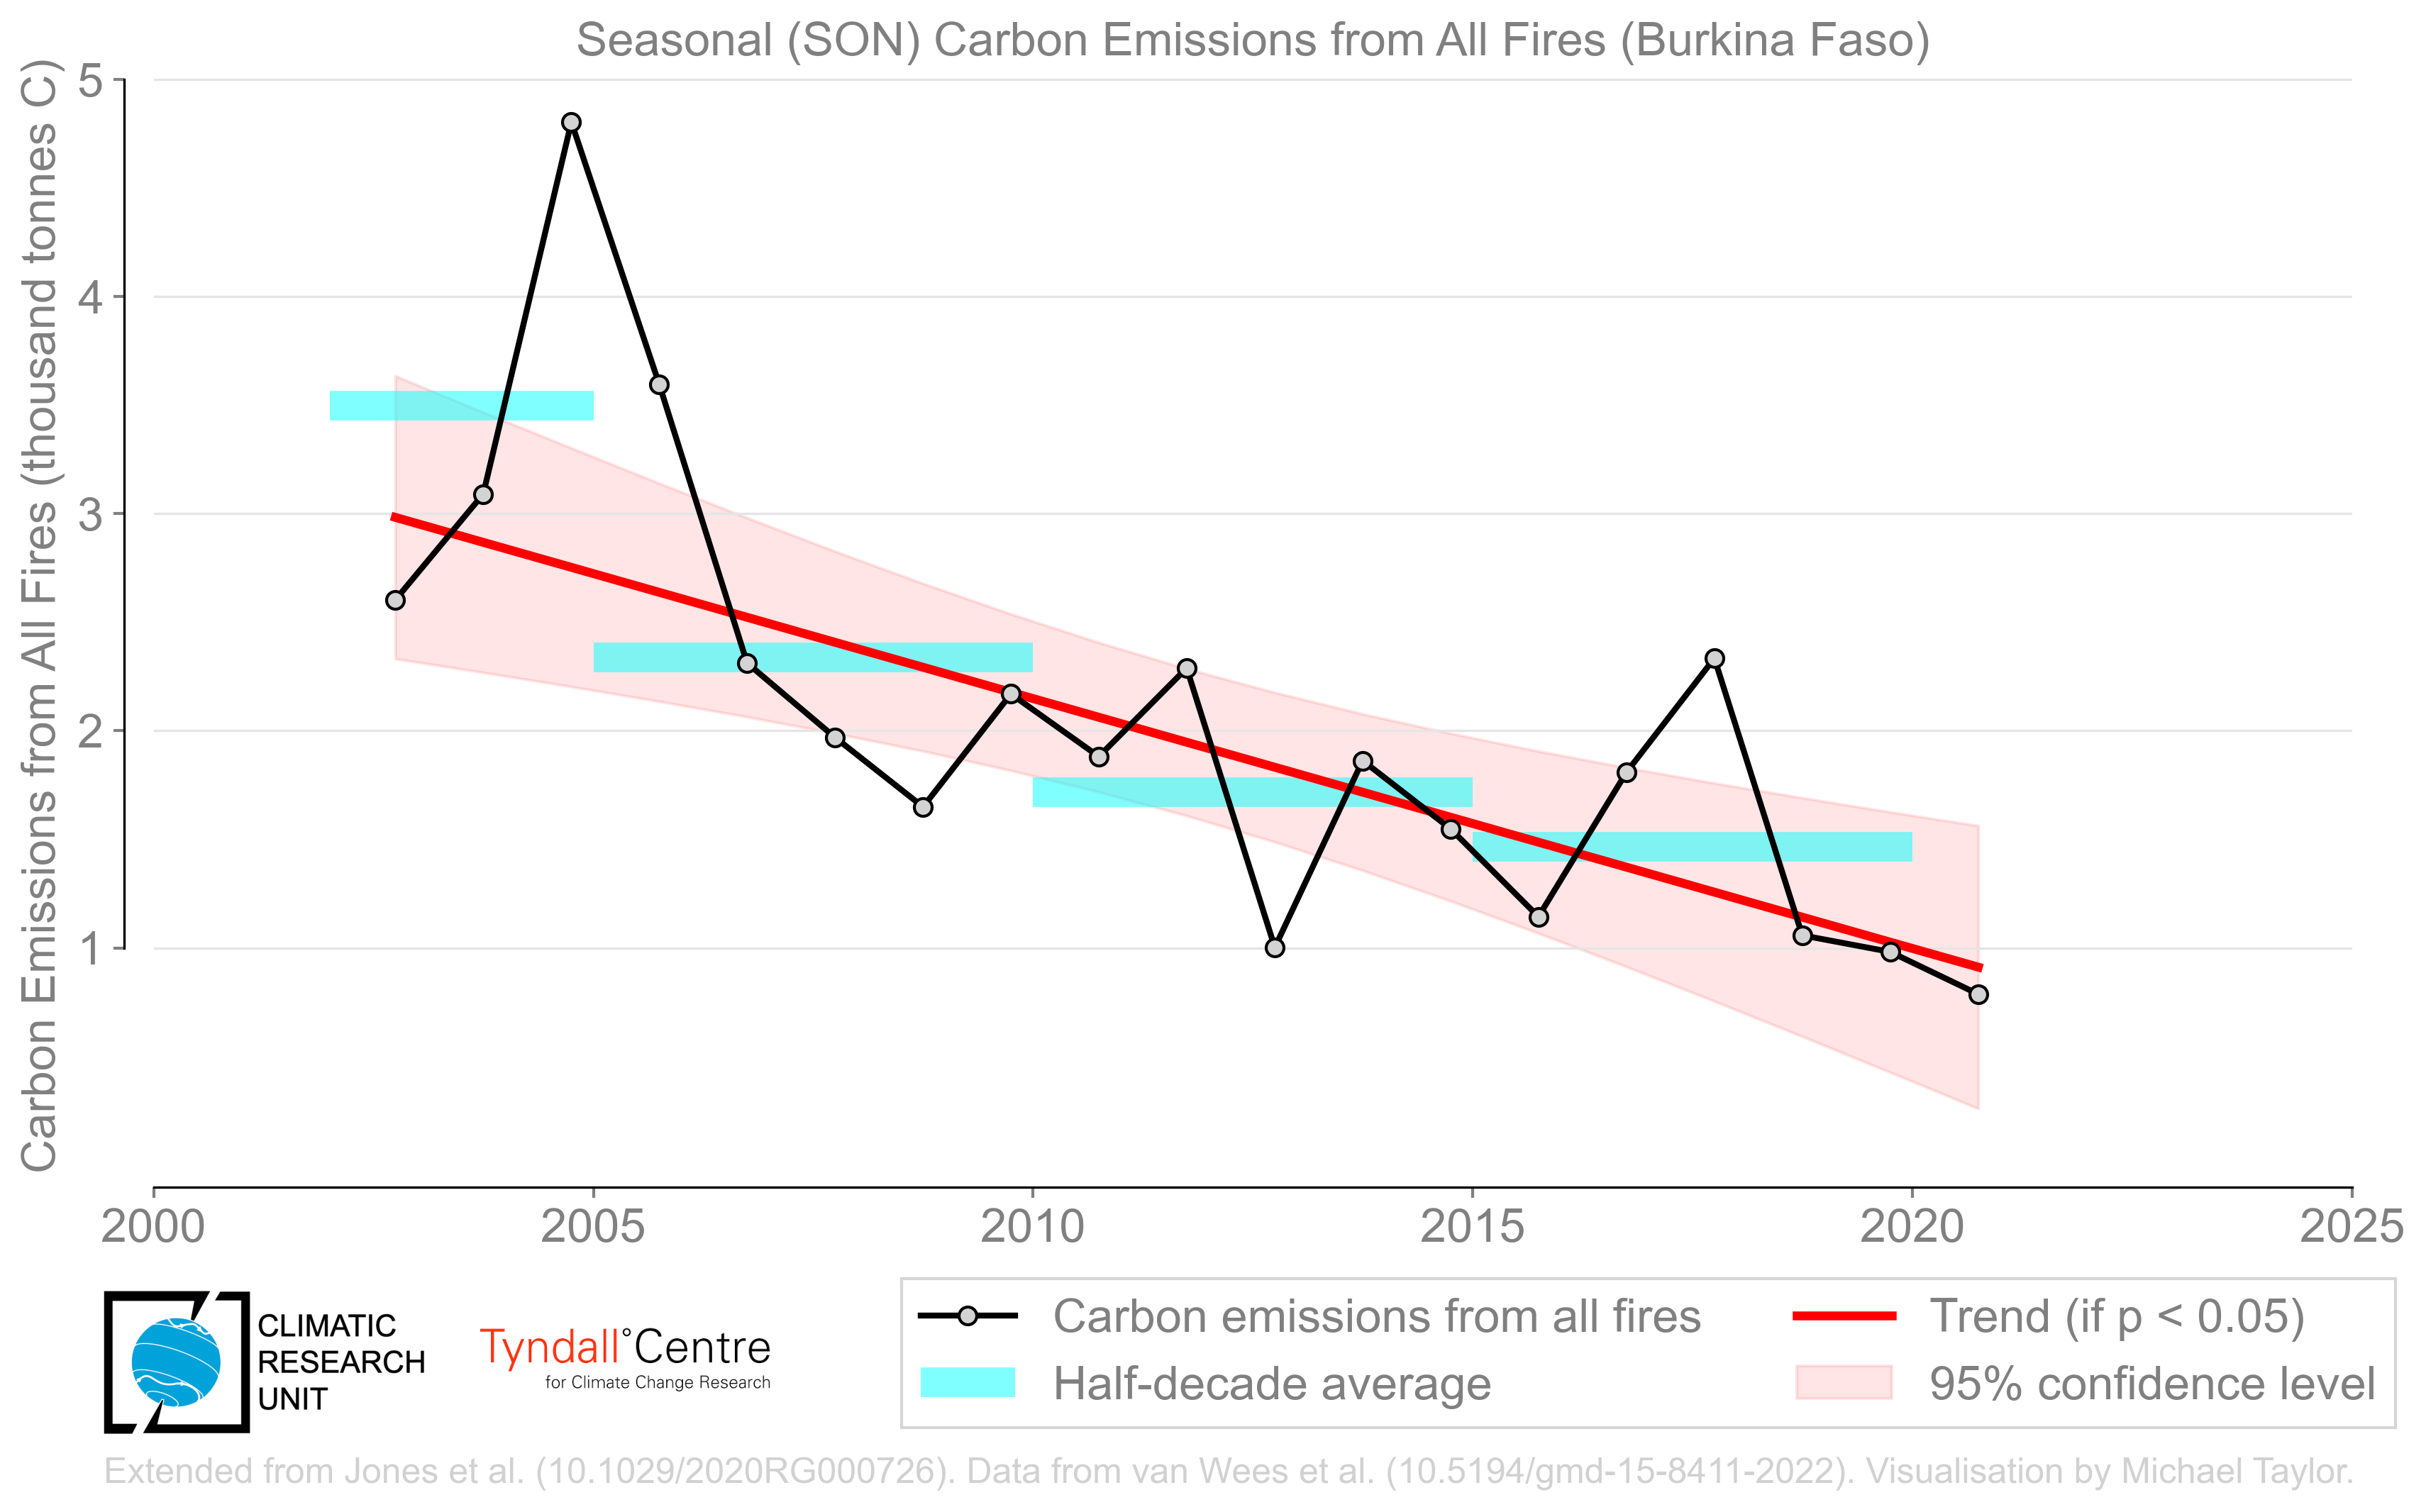 Seasonal (SON) Carbon Emissions from All Fires (Burkina Faso)
Carbon Emissions from All Fires (thousand tonnes C)
5
4
3
2
1
2000
2005
2010
2015
2020
2025
CLIMATIC
RESEARCH
UNIT
Tyndall°Centre
for Climate Change Research
Carbon emissions from all fires
Half-decade average
Trend (if p < 0.05)
95% confidence level
Extended from Jones et al. (10.1029/2020RG000726). Data from van Wees et al. (10.5194/gmd-15-8411-2022). Visualisation by Michael Taylor.